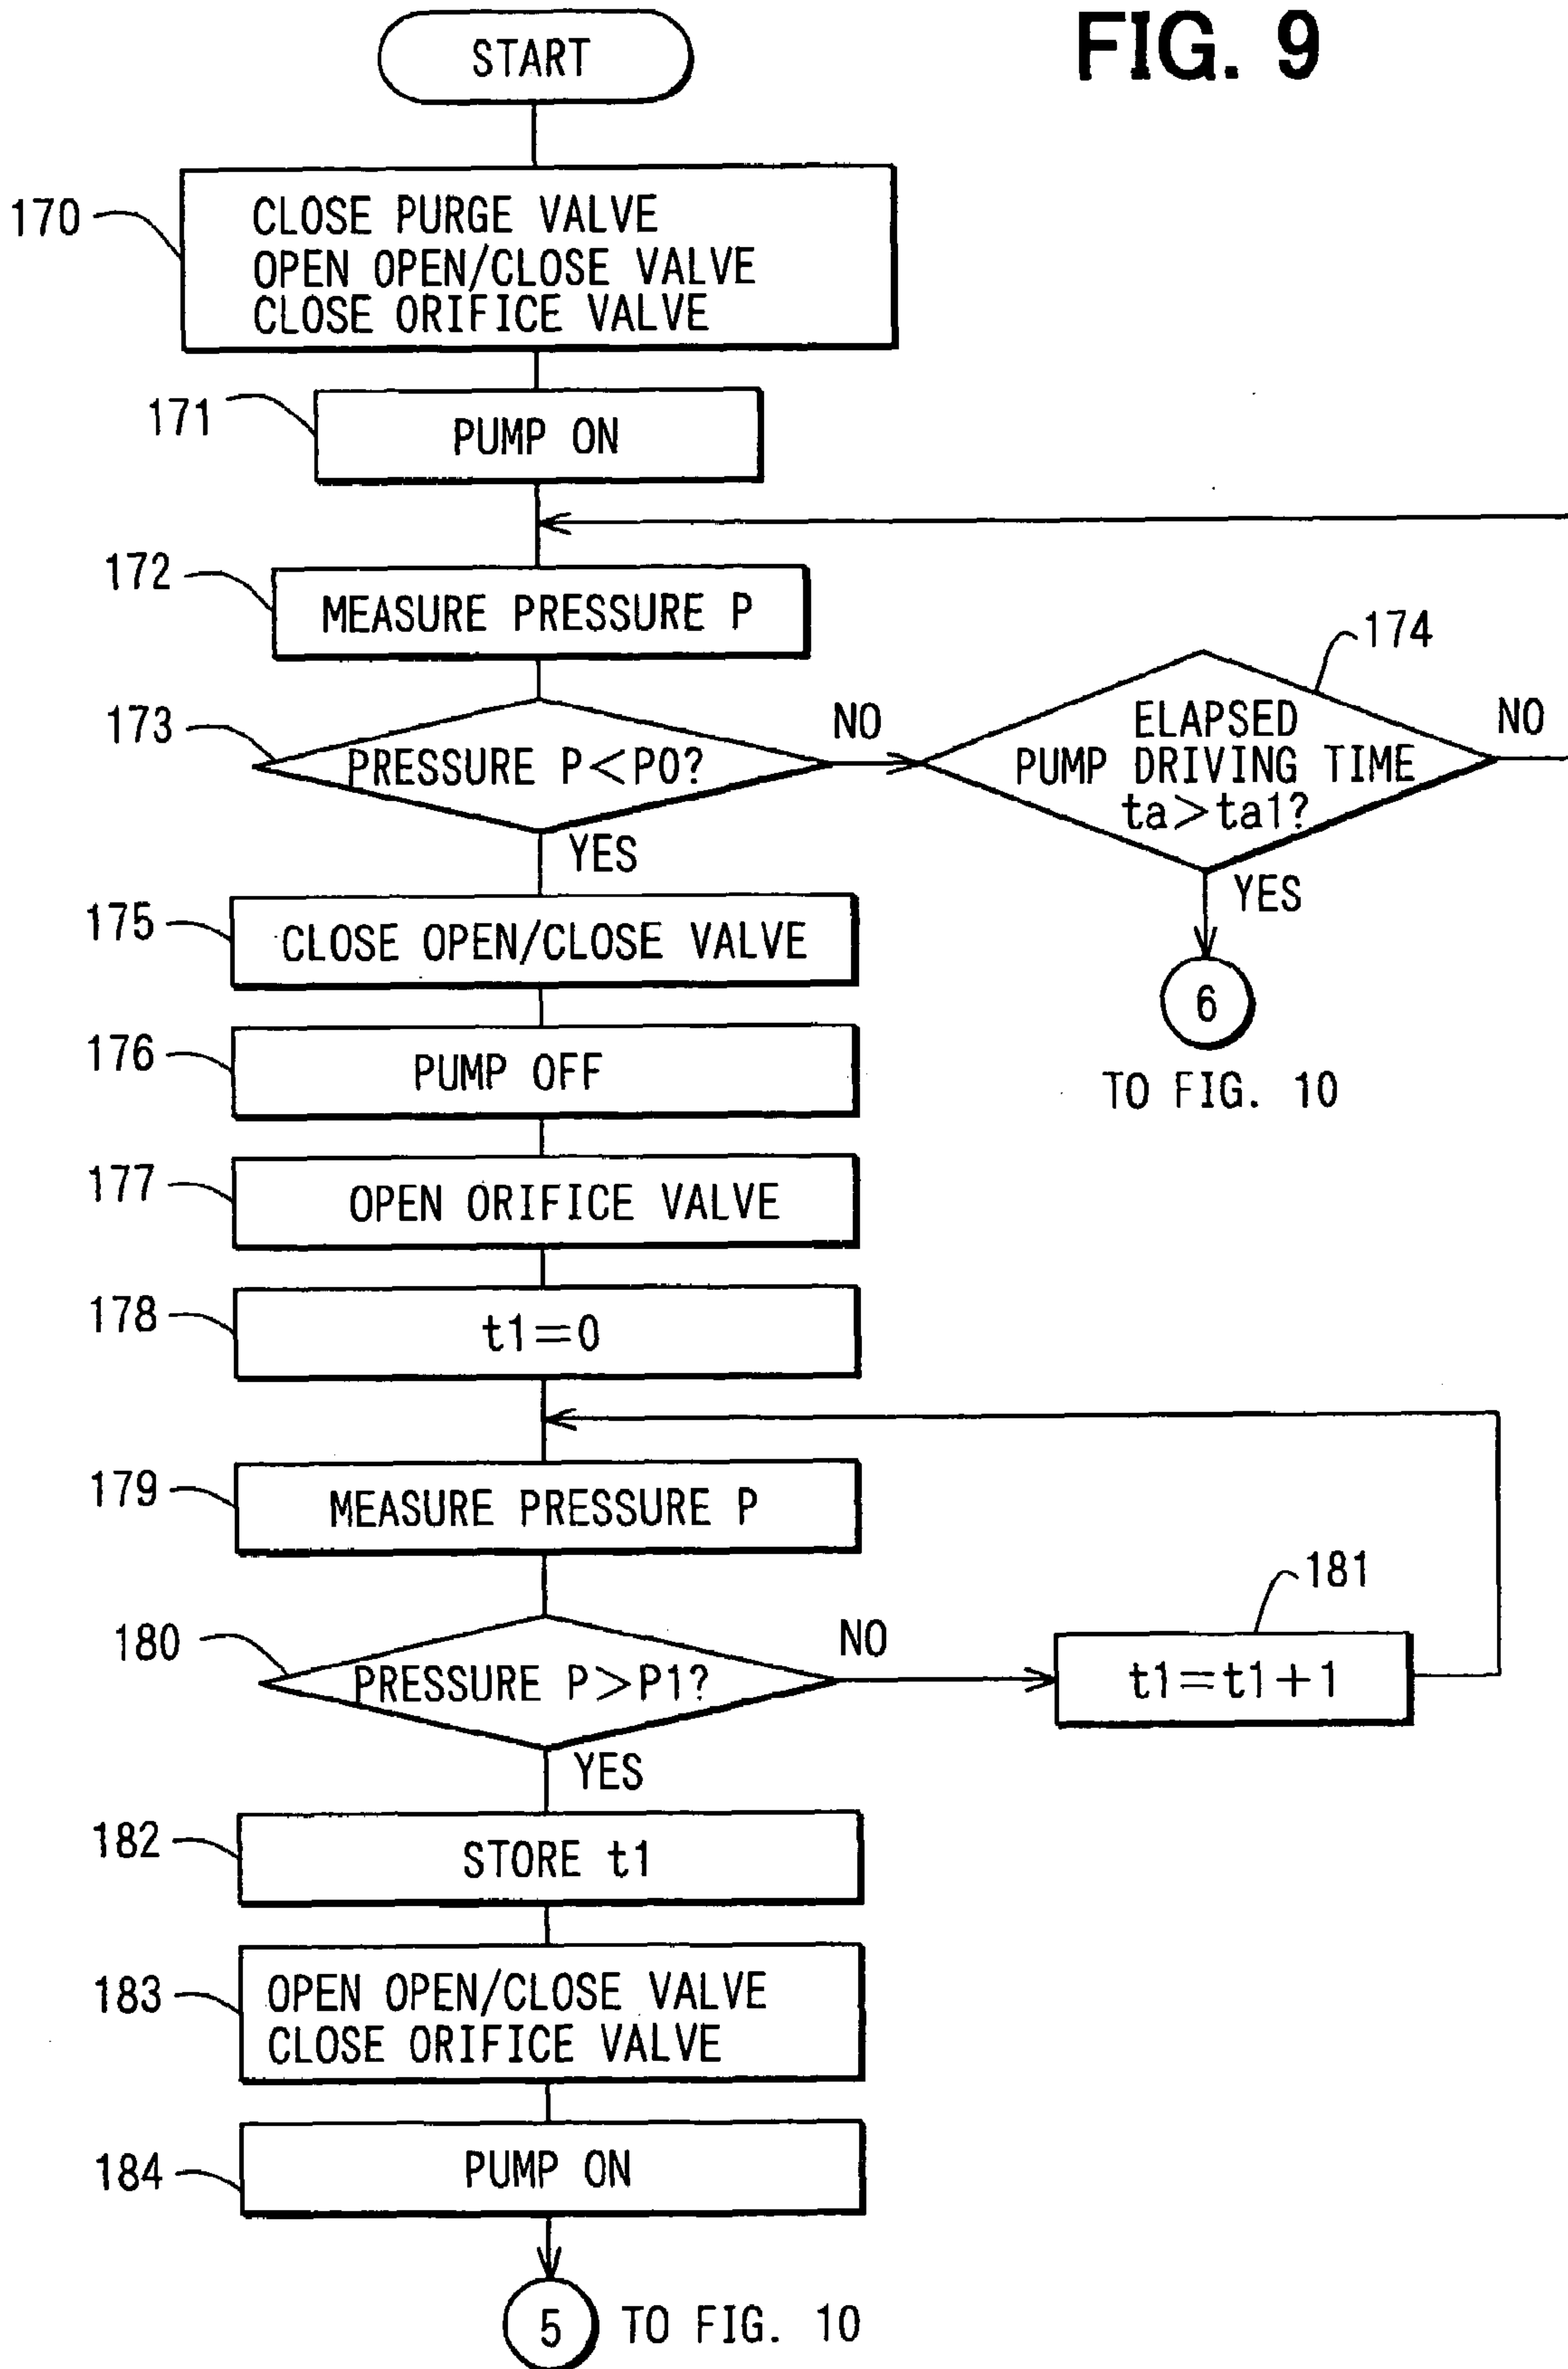 FIG. 9
START
170
CLOSE PURGE VALVE
OPEN OPEN/CLOSE VALVE
CLOSE ORIFICE VALVE
171
PUMP ON
172
MEASURE PRESSURE P
173
PRESSURE P<P0?
NO
YES
174
ELAPSED
PUMP DRIVING TIME
ta>ta1?
NO
YES
6
TO FIG. 10
175
CLOSE OPEN/CLOSE VALVE
176
PUMP OFF
177
OPEN ORIFICE VALVE
178
t1=0
179
MEASURE PRESSURE P
180
PRESSURE P>P1?
NO
181
t1=t1+1
YES
182
STORE t1
183
OPEN OPEN/CLOSE VALVE
CLOSE ORIFICE VALVE
184
PUMP ON
5
TO FIG. 10